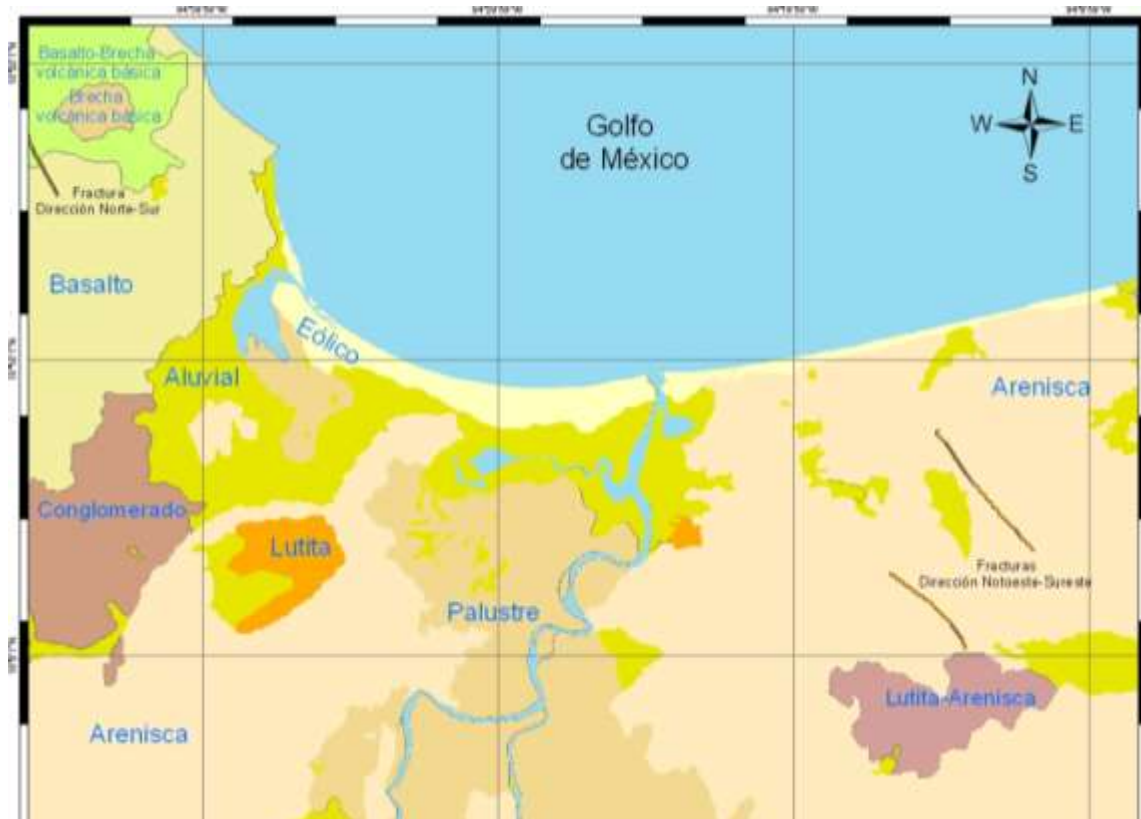 Basalto-Brecha
volcánica básica
Brecha
volcánica básica
Golfo
de México
N
W
E
S
Fractura
Dirección Norte-Sur
Basalto
Eólico
Aluvial
Arenisca
Conglomerado
Lutita
Fracturas
Dirección Notoeste-Sureste
Palustre
Lutita-Arenisca
Arenisca